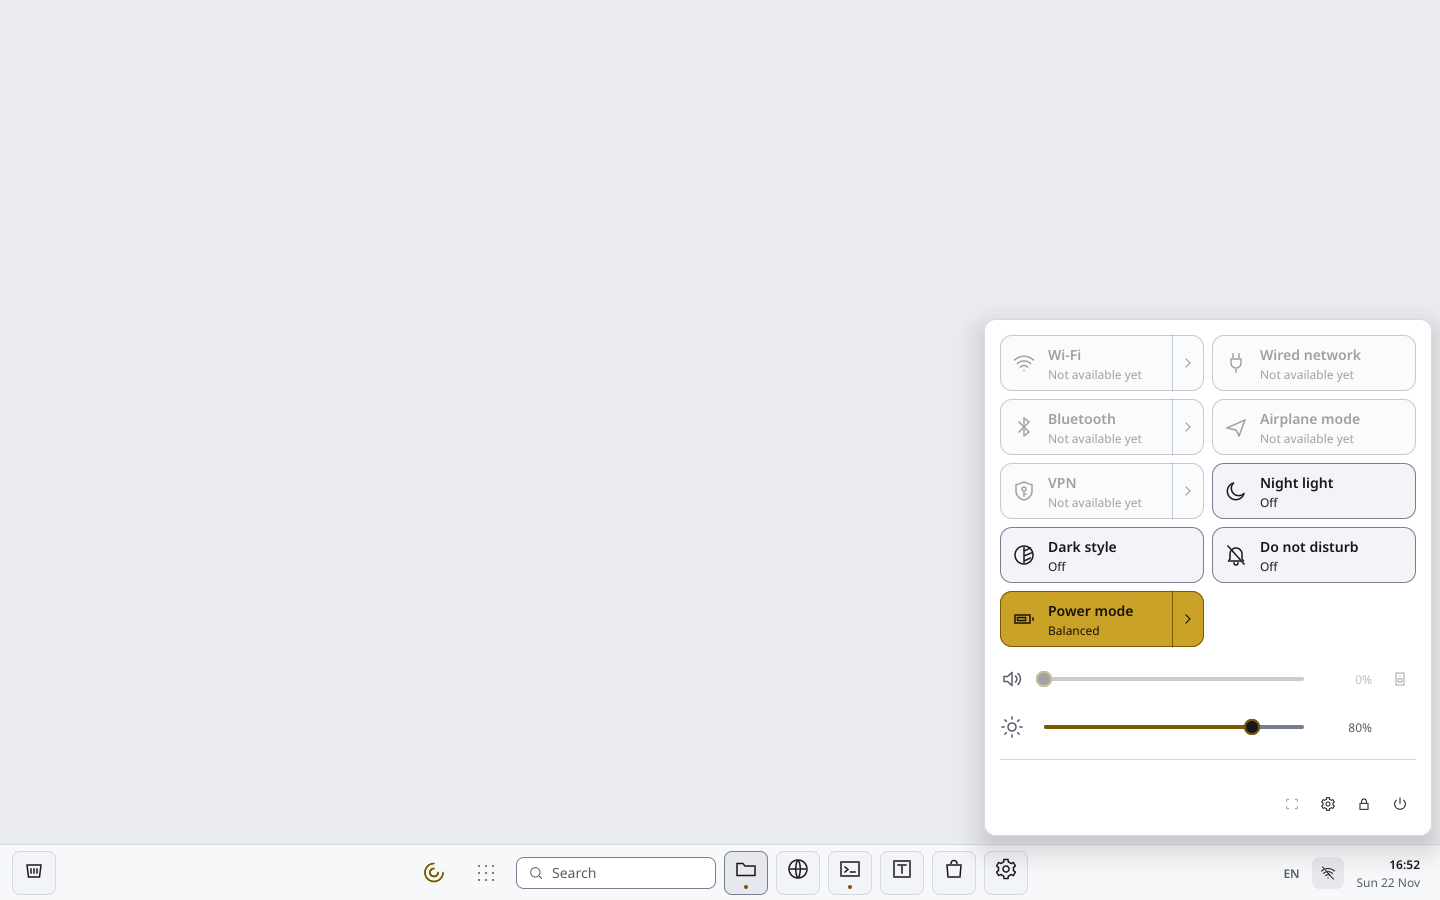 Wi-Fi
Not available yet
Wired network
Not available yet
Bluetooth
Not available yet
Airplane mode
Not available yet
VPN
Not available yet
Night light
Off
Dark style
Off
Do not disturb
Off
Power mode
Balanced
0%
80%
Search
EN
16:52
Sun 22 Nov